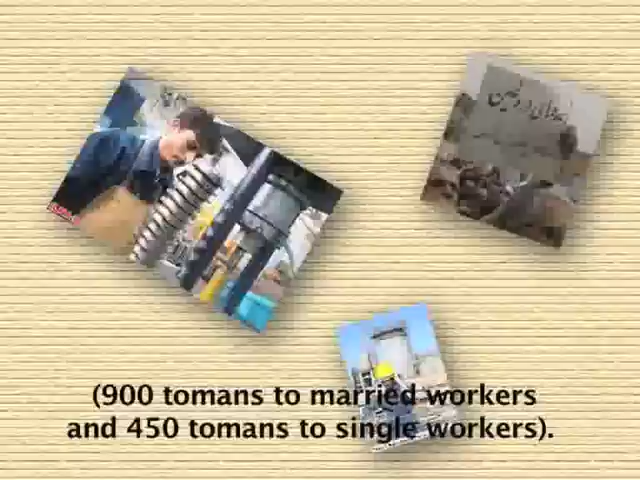 (900 tomans to married workers
and 450 tomans to single workers).